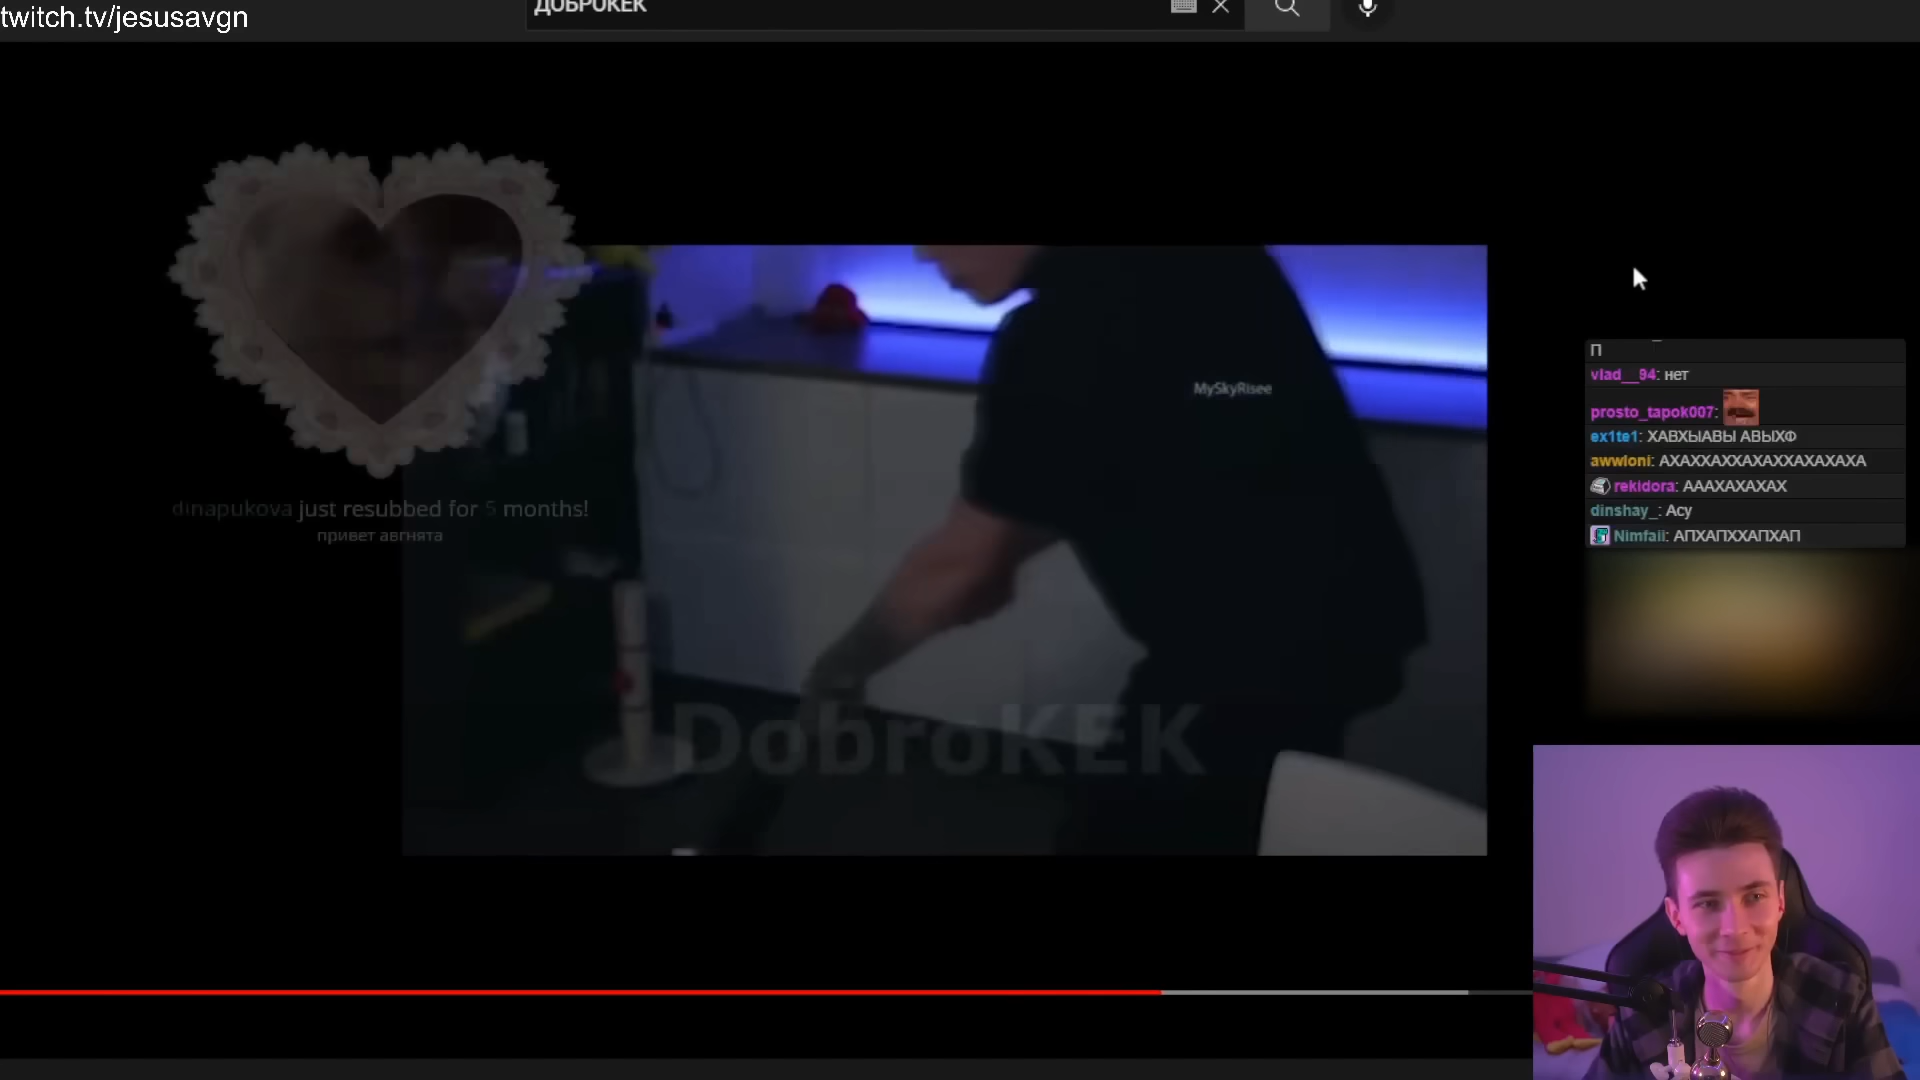 twitch.tv/jesusavgn
ДОБРОКЕК
MySkyRisee
dinapukova just resubbed for 5 months!
привет авгнята
DobroKEK
П
vlad__94: нет
prosto_tapok007:
ex1te1: ХАВХЫАВЫ АВЫХФ
awwloni: АХАХХАХХАХАХХАХАХАХА
rekidora: АААХАХАХАХ
dinshay_: Асу
Nimfaii: АПХАПХХАПХАП